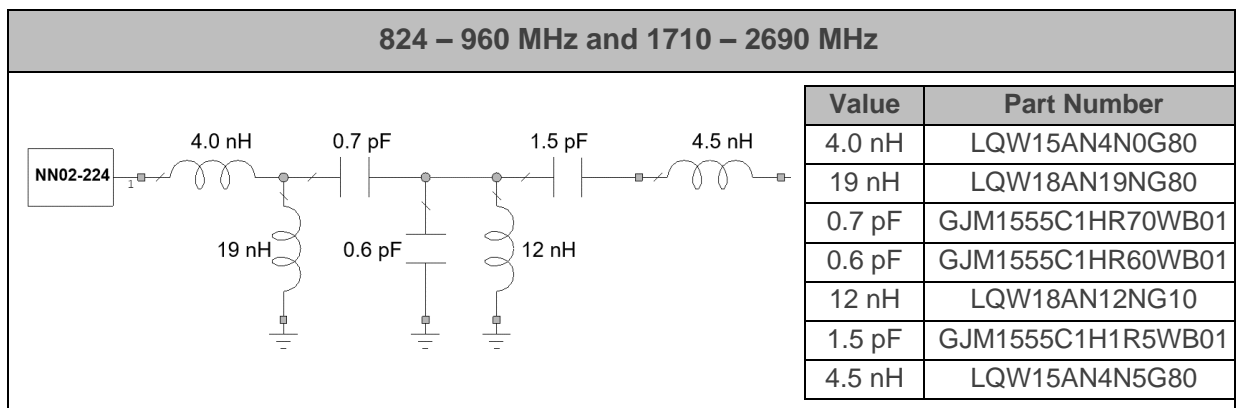 824 – 960 MHz and 1710 – 2690 MHz
NN02-224
1
4.0 nH
0.7 pF
1.5 pF
4.5 nH
19 nH
0.6 pF
12 nH
Value Part Number
4.0 nH LQW15AN4N0G80
19 nH LQW18AN19NG80
0.7 pF GJM1555C1HR70WB01
0.6 pF GJM1555C1HR60WB01
12 nH LQW18AN12NG10
1.5 pF GJM1555C1H1R5WB01
4.5 nH LQW15AN4N5G80